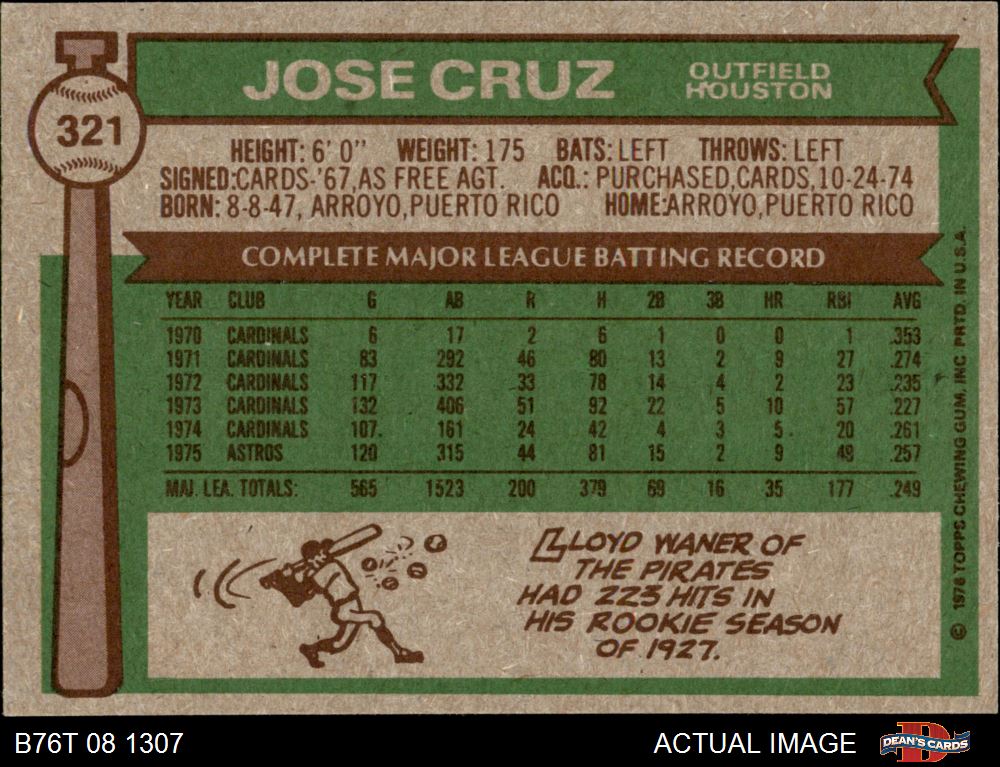 JOSE CRUZ
OUTFIELD
HOUSTON
321
HEIGHT: 6' 0" WEIGHT: 175 BATS: LEFT THROWS: LEFT
SIGNED:CARDS-'67,AS FREE AGT. ACQ.: PURCHASED,CARDS,10-24-74
BORN: 8-8-47, ARROYO,PUERTO RICO HOME:ARROYO,PUERTO RICO
COMPLETE MAJOR LEAGUE BATTING RECORD
YEAR CLUB G AB R H 2B 3B HR RBI AVG
1970 CARDINALS 6 17 2 6 1 0 0 1 .353
1971 CARDINALS 83 292 46 80 13 2 9 27 .274
1972 CARDINALS 117 332 33 78 14 4 2 23 .235
1973 CARDINALS 132 406 51 92 22 5 10 57 .227
1974 CARDINALS 107 161 24 42 4 3 5 20 .261
1975 ASTROS 120 315 44 81 15 2 9 49 .257
MAJ. LEA. TOTALS: 565 1523 200 379 69 16 35 177 .249
LLOYD WANER OF
THE PIRATES
HAD 223 HITS IN
HIS ROOKIE SEASON
OF 1927.
© 1976 TOPPS CHEWING GUM, INC. PRTD. IN U.S.A.
B76T 08 1307
ACTUAL IMAGE
D
DEAN'S CARDS